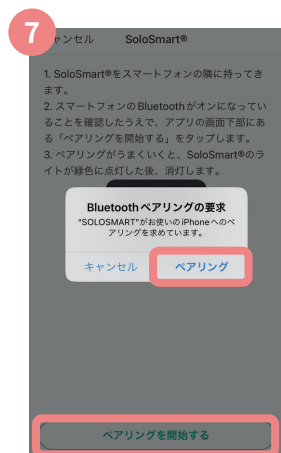 7
ャンセル SoloSmart®
1. SoloSmart®をスマートフォンの隣に持ってき
ます。
2. スマートフォンのBluetoothがオンになってい
ることを確認したうえで、アプリの画面下部にあ
る「ペアリングを開始する」をタップします。
3. ペアリングがうまくいくと、SoloSmart®のラ
イトが緑色に点灯した後、消灯します。
Bluetoothペアリングの要求
"SOLOSMART"がお使いのiPhoneへのペ
アリングを求めています。
キャンセル ペアリング
ペアリングを開始する